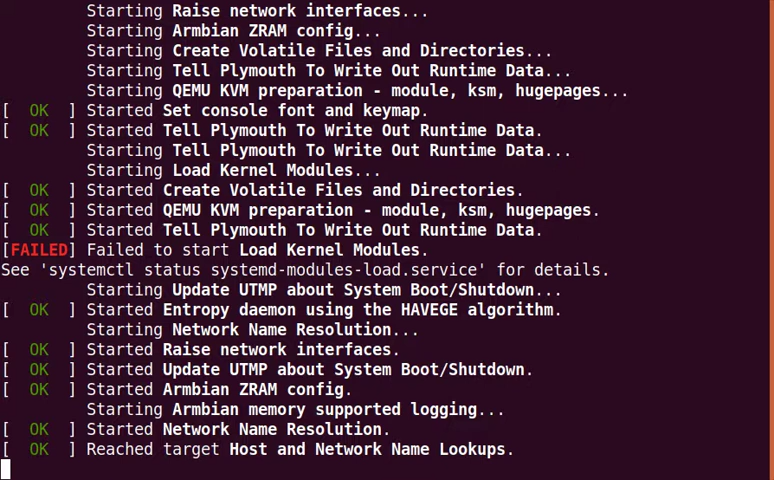 Starting Raise network interfaces...
Starting Armbian ZRAM config...
Starting Create Volatile Files and Directories...
Starting Tell Plymouth To Write Out Runtime Data...
Starting QEMU KVM preparation - module, ksm, hugepages...
[  OK  ] Started Set console font and keymap.
[  OK  ] Started Tell Plymouth To Write Out Runtime Data.
Starting Tell Plymouth To Write Out Runtime Data...
Starting Load Kernel Modules...
[  OK  ] Started Create Volatile Files and Directories.
[  OK  ] Started QEMU KVM preparation - module, ksm, hugepages.
[  OK  ] Started Tell Plymouth To Write Out Runtime Data.
[FAILED] Failed to start Load Kernel Modules.
See 'systemctl status systemd-modules-load.service' for details.
Starting Update UTMP about System Boot/Shutdown...
[  OK  ] Started Entropy daemon using the HAVEGE algorithm.
Starting Network Name Resolution...
[  OK  ] Started Raise network interfaces.
[  OK  ] Started Update UTMP about System Boot/Shutdown.
[  OK  ] Started Armbian ZRAM config.
Starting Armbian memory supported logging...
[  OK  ] Started Network Name Resolution.
[  OK  ] Reached target Host and Network Name Lookups.